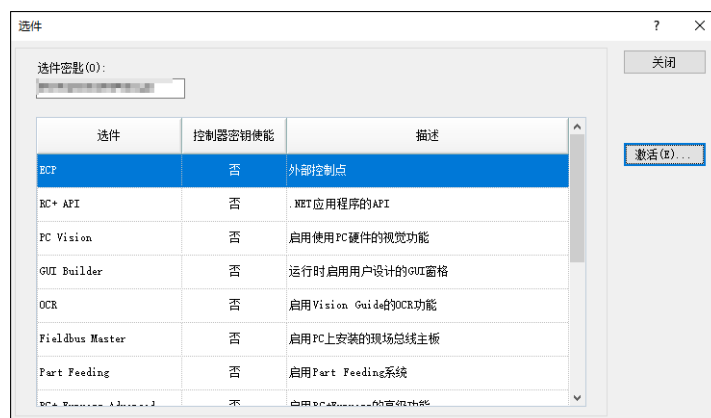 选件
?
×
选件密匙(O):
关闭
激活(E)...
选件 控制器密钥使能 描述
ECP 否 外部控制点
RC+ API 否 .NET应用程序的API
PC Vision 否 启用使用PC硬件的视觉功能
GUI Builder 否 运行时启用用户设计的GUI窗格
OCR 否 启用Vision Guide的OCR功能
Fieldbus Master 否 启用PC上安装的现场总线主板
Part Feeding 否 启用Part Feeding系统